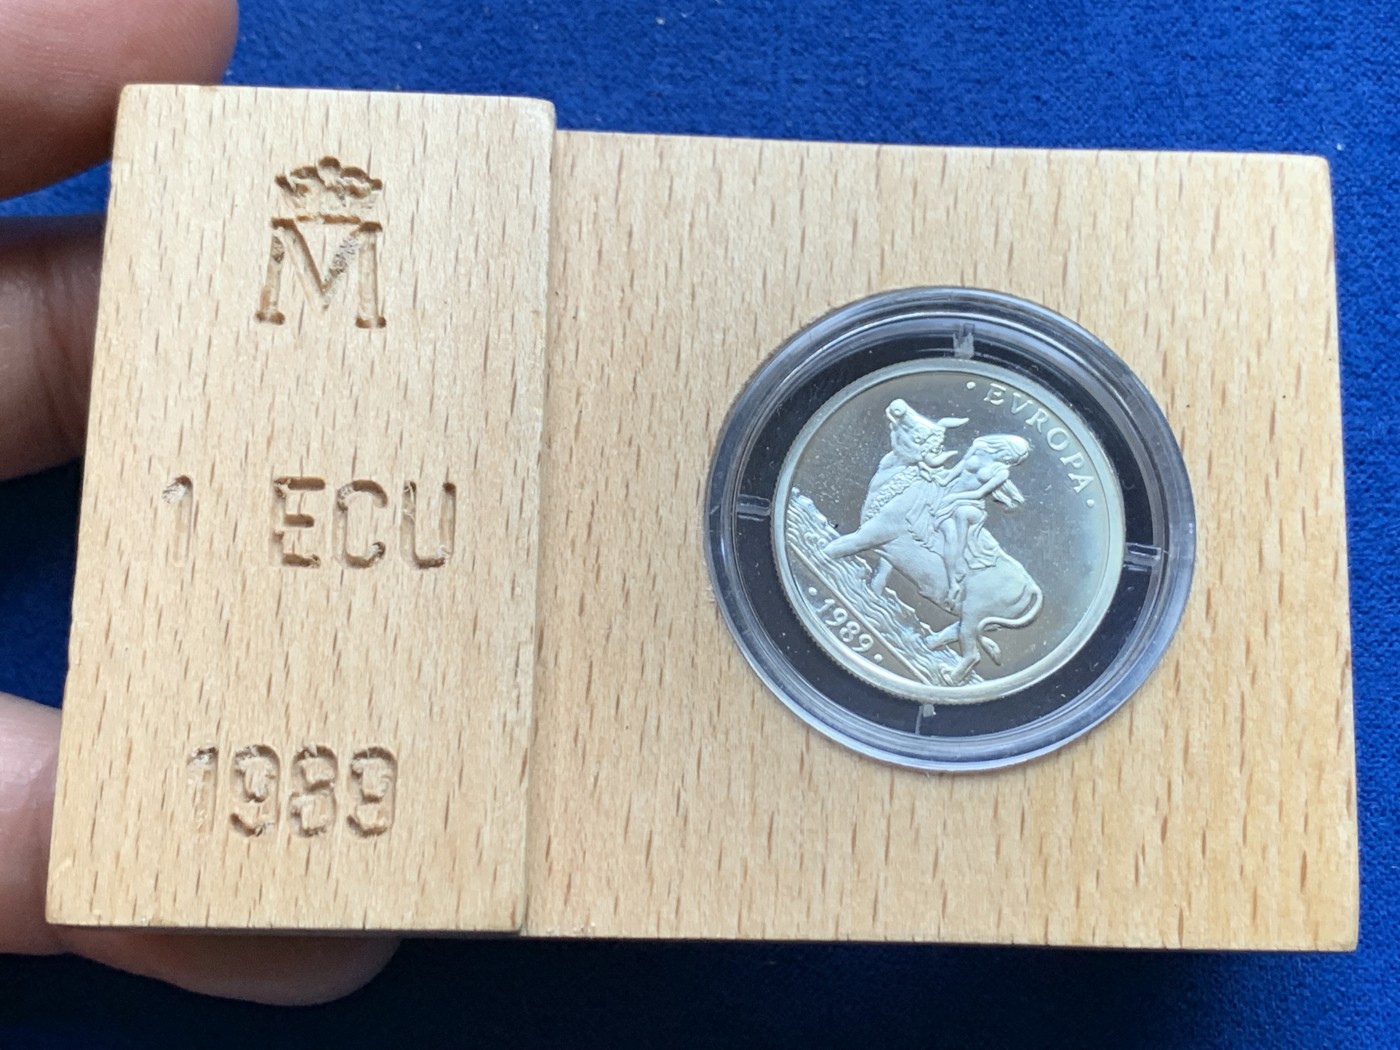 M
1 ECU
1989
· EVROPA ·
· 1989 ·